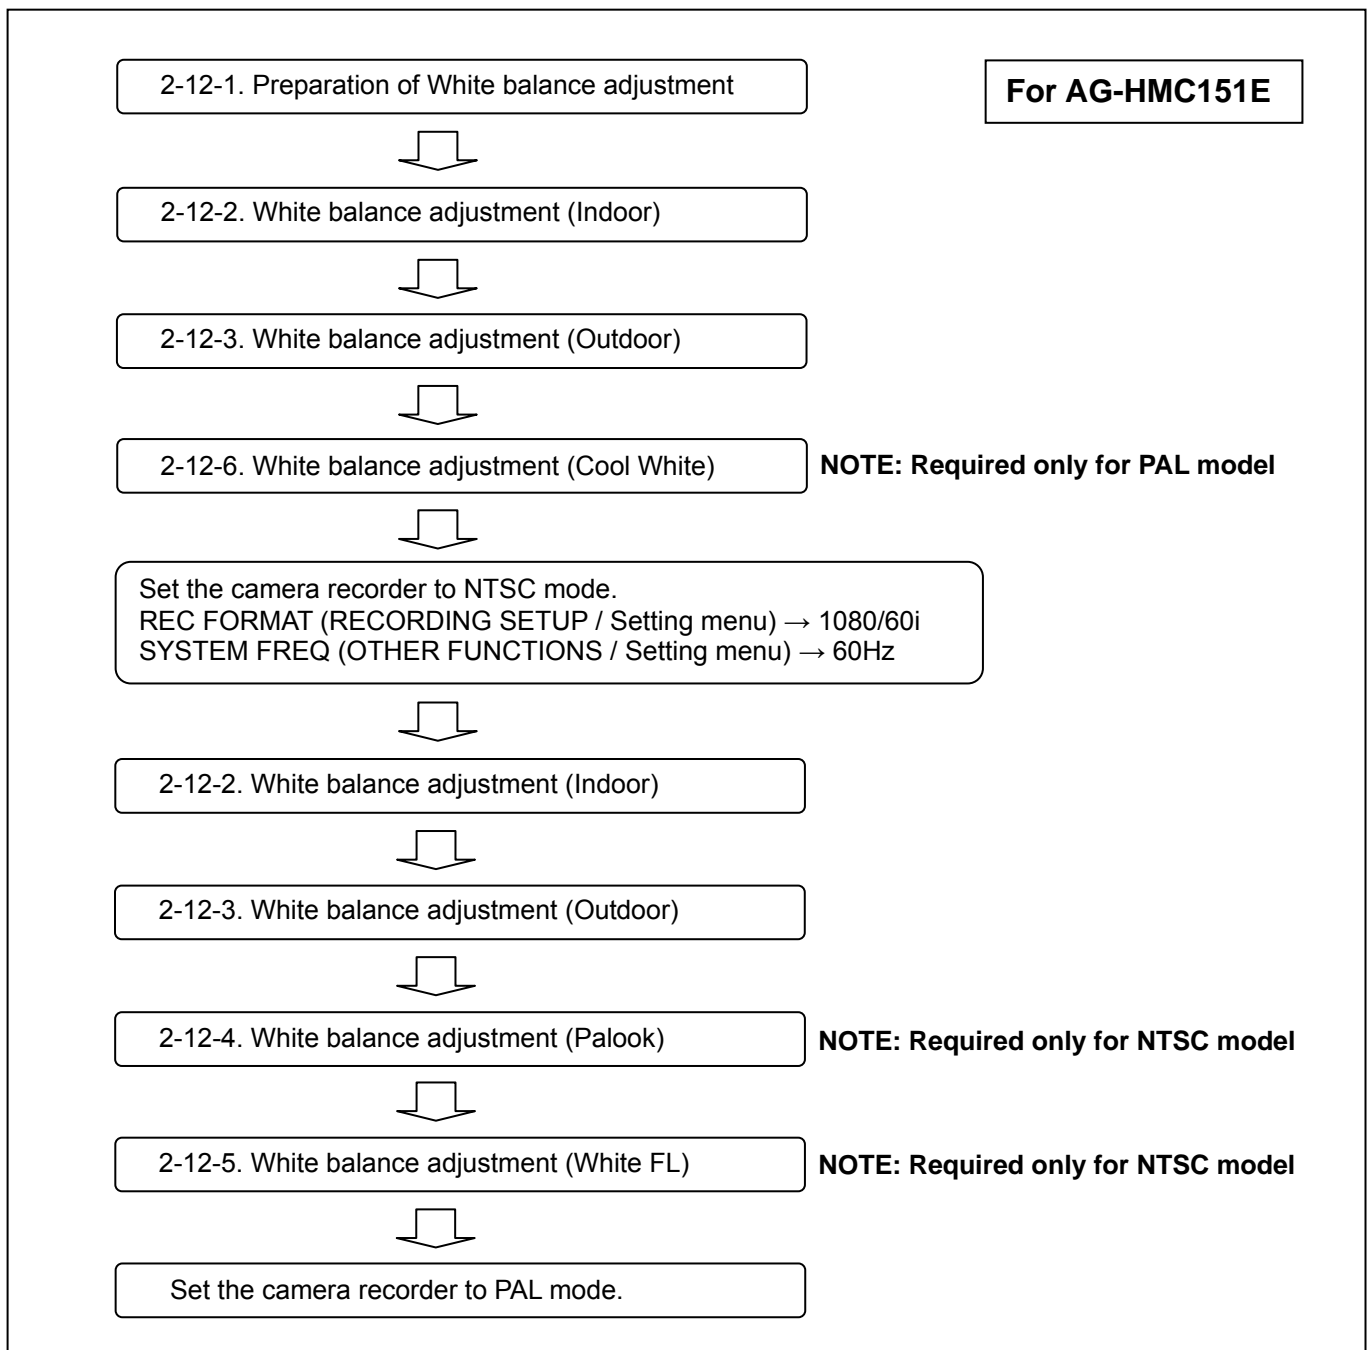 2-12-1. Preparation of White balance adjustment
For AG-HMC151E
2-12-2. White balance adjustment (Indoor)
2-12-3. White balance adjustment (Outdoor)
2-12-6. White balance adjustment (Cool White)
NOTE: Required only for PAL model
Set the camera recorder to NTSC mode.
REC FORMAT (RECORDING SETUP / Setting menu) → 1080/60i
SYSTEM FREQ (OTHER FUNCTIONS / Setting menu) → 60Hz
2-12-2. White balance adjustment (Indoor)
2-12-3. White balance adjustment (Outdoor)
2-12-4. White balance adjustment (Palook)
NOTE: Required only for NTSC model
2-12-5. White balance adjustment (White FL)
NOTE: Required only for NTSC model
Set the camera recorder to PAL mode.